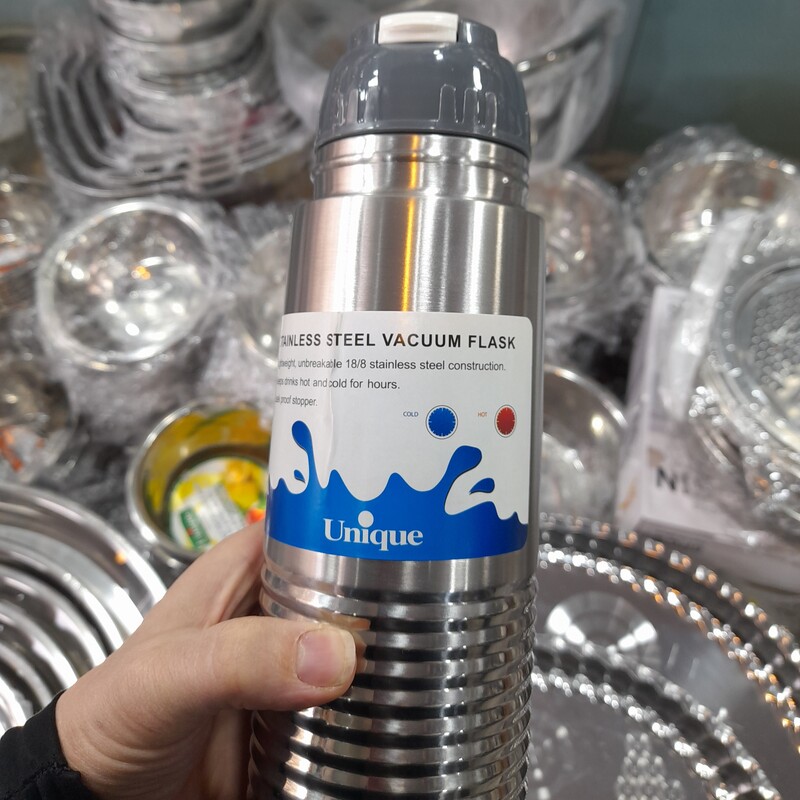 TAINLESS STEEL VACUUM FLASK
htweight, unbreakable 18/8 stainless steel construction.
drinks hot and cold for hours.
proof stopper.
COLD
HOT
Unique